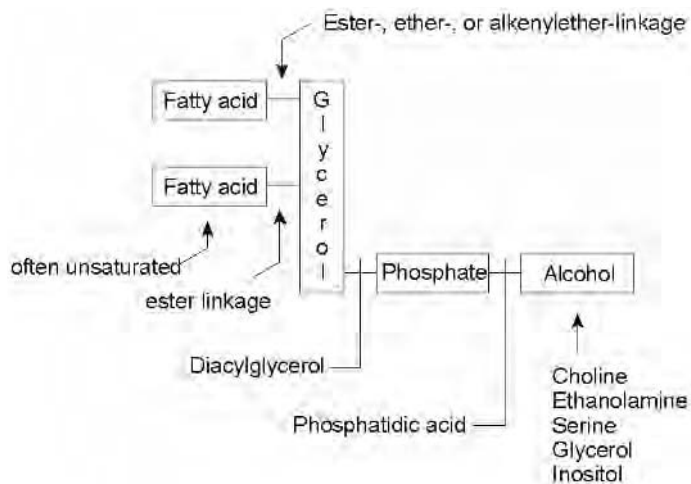 Ester-, ether-, or alkenylether-linkage
Fatty acid
Glycerol
Fatty acid
often unsaturated
ester linkage
Phosphate
Alcohol
Diacylglycerol
Phosphatidic acid
Choline
Ethanolamine
Serine
Glycerol
Inositol